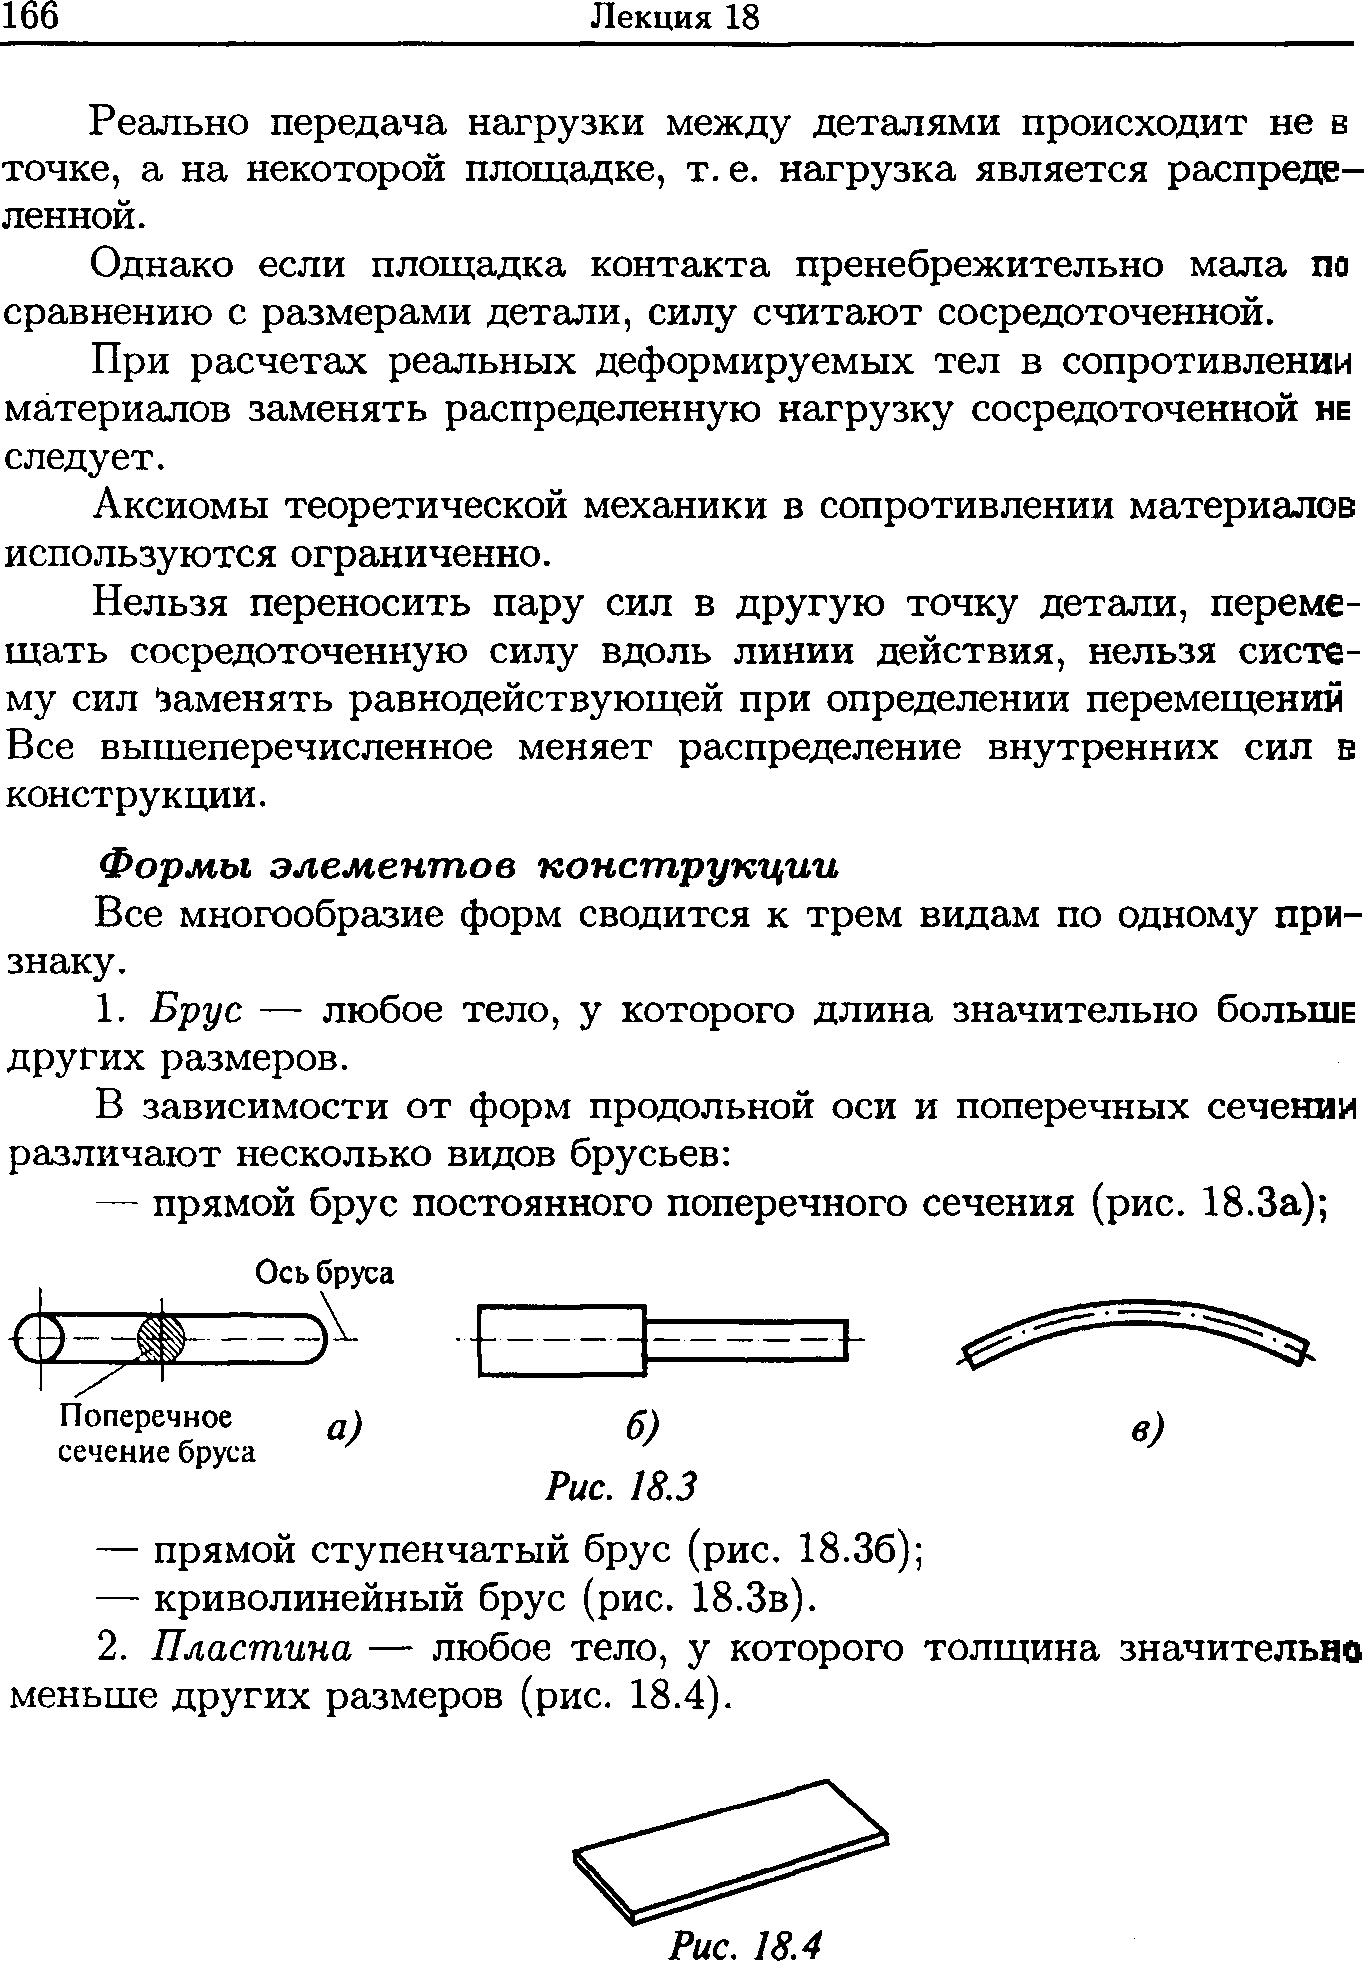 166 Лекция 18
Реально передача нагрузки между деталями происходит не в
точке, а на некоторой площадке, т. е. нагрузка является распреде-
ленной.
Однако если площадка контакта пренебрежительно мала по
сравнению с размерами детали, силу считают сосредоточенной.
При расчетах реальных деформируемых тел в сопротивлении
материалов заменять распределенную нагрузку сосредоточенной не
следует.
Аксиомы теоретической механики в сопротивлении материалов
используются ограниченно.
Нельзя переносить пару сил в другую точку детали, переме-
щать сосредоточенную силу вдоль линии действия, нельзя систе-
му сил заменять равнодействующей при определении перемещений
Все вышеперечисленное меняет распределение внутренних сил в
конструкции.
Формы элементов конструкции
Все многообразие форм сводится к трем видам по одному при-
знаку.
1. Брус — любое тело, у которого длина значительно больше
других размеров.
В зависимости от форм продольной оси и поперечных сечении
различают несколько видов брусьев:
— прямой брус постоянного поперечного сечения (рис. 18.3а);
Ось бруса
Поперечное
сечение бруса
а) б) в)
Рис. 18.3
— прямой ступенчатый брус (рис. 18.3б);
— криволинейный брус (рис. 18.3в).
2. Пластина — любое тело, у которого толщина значительно
меньше других размеров (рис. 18.4).
Рис. 18.4